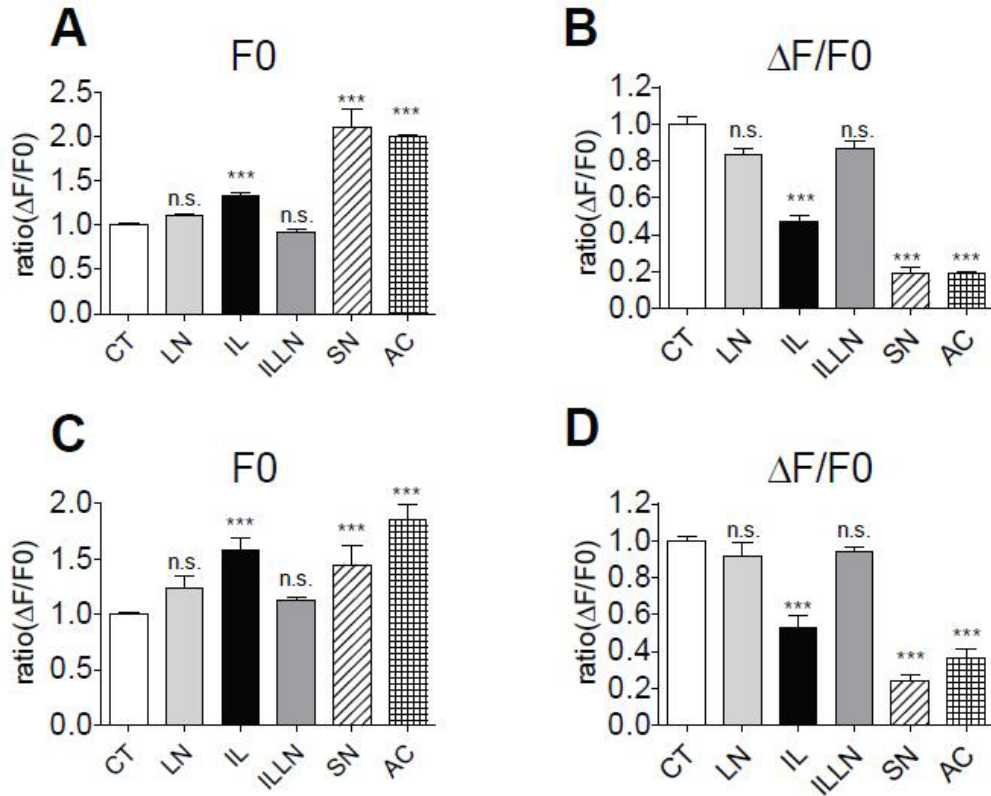 A
F0
ratio(ΔF/F0)
2.5
2.0
1.5
1.0
0.5
0.0
n.s.
***
n.s.
***
***
CT
LN
IL
ILLN
SN
AC
B
ΔF/F0
ratio(ΔF/F0)
1.2
1.0
0.8
0.6
0.4
0.2
0.0
n.s.
***
n.s.
***
***
CT
LN
IL
ILLN
SN
AC
C
F0
ratio(ΔF/F0)
2.0
1.5
1.0
0.5
0.0
n.s.
***
n.s.
***
***
CT
LN
IL
ILLN
SN
AC
D
ΔF/F0
ratio(ΔF/F0)
1.2
1.0
0.8
0.6
0.4
0.2
0.0
n.s.
***
n.s.
***
***
CT
LN
IL
ILLN
SN
AC